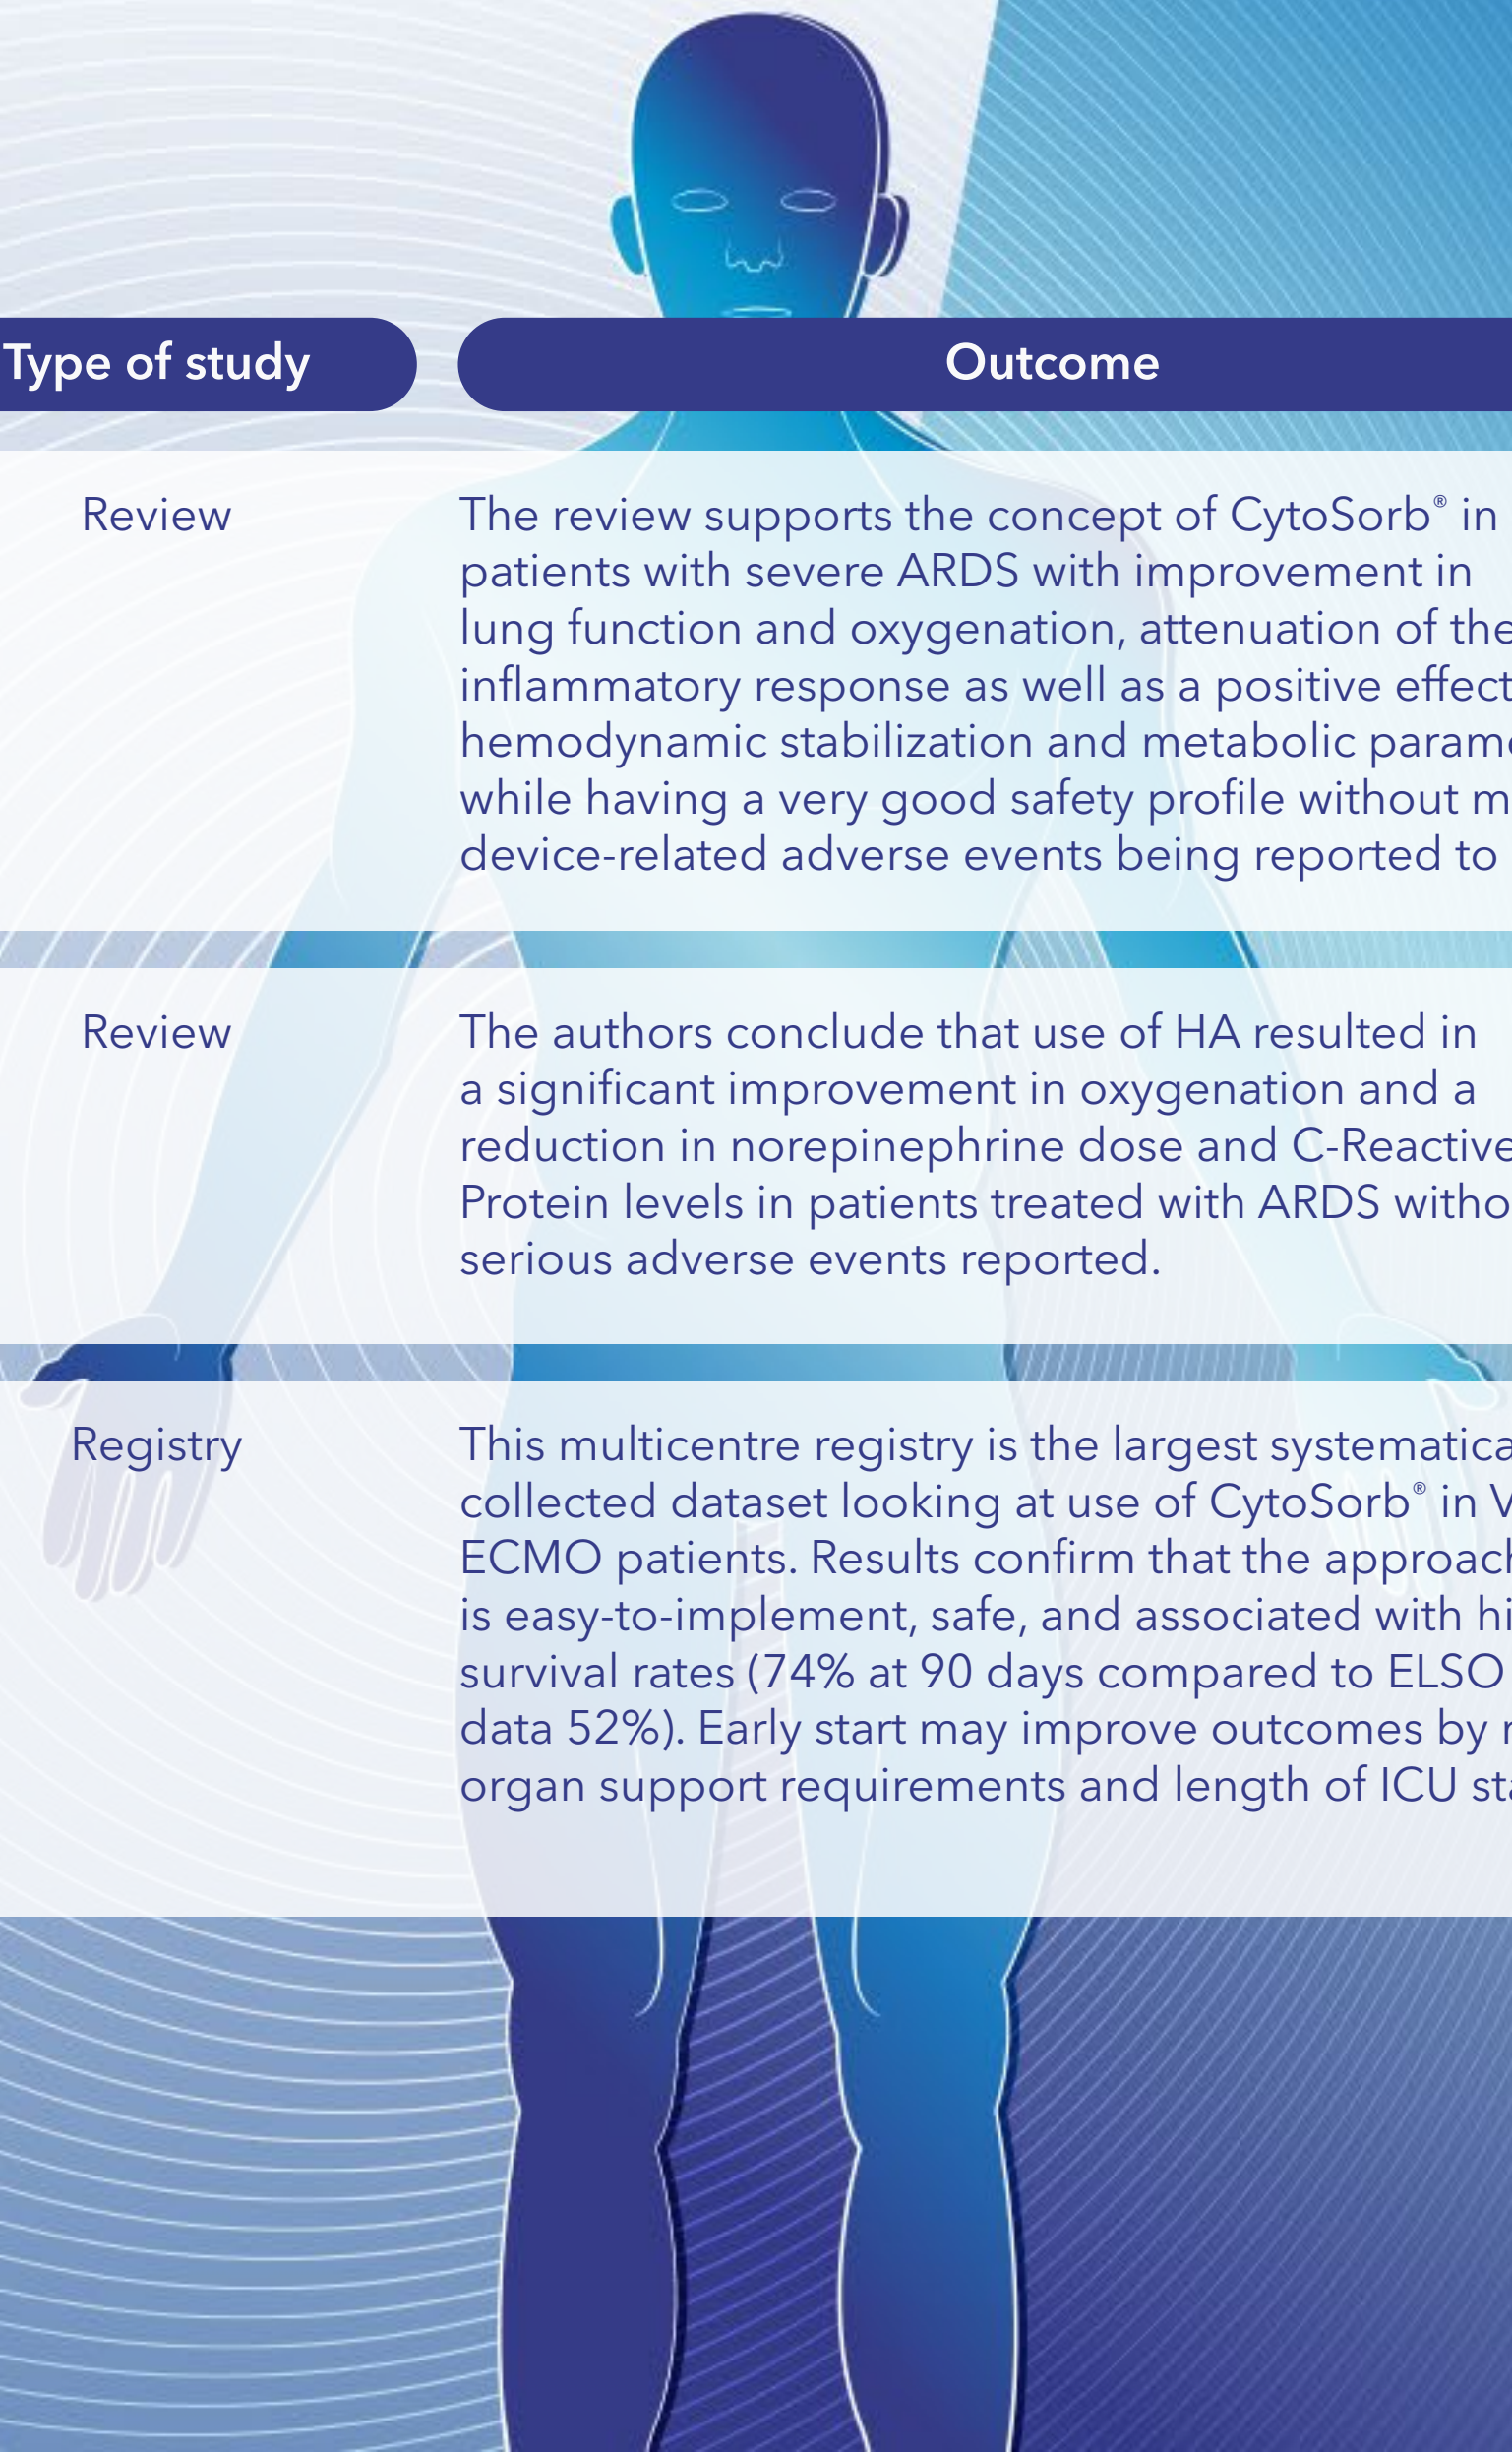 Type of study
Outcome
Review
The review supports the concept of CytoSorb® in
patients with severe ARDS with improvement in
lung function and oxygenation, attenuation of the
inflammatory response as well as a positive effect
hemodynamic stabilization and metabolic
while having a very good safety profile without
device-related adverse events being reported to
Review
The authors conclude that use of HA resulted in
a significant improvement in oxygenation and a
reduction in norepinephrine dose and C-Reactive
Protein levels in patients treated with ARDS
serious adverse events reported.
Registry
This multicentre registry is the largest
collected dataset looking at use of CytoSorb® in
ECMO patients. Results confirm that the approach
is easy-to-implement, safe, and associated with
survival rates (74% at 90 days compared to ELSO
data 52%). Early start may improve outcomes by
organ support requirements and length of ICU